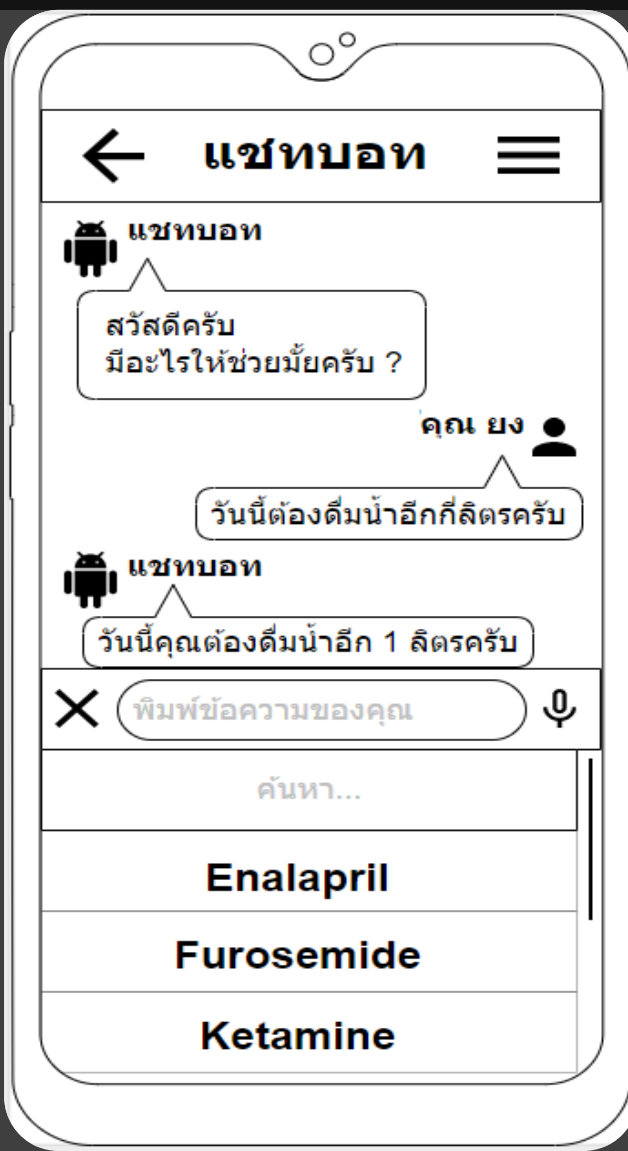 แชทบอท
แชทบอท
สวัสดีครับ
มีอะไรให้ช่วยมั้ยครับ ?
คุณ ยง
วันนี้ต้องดื่มน้ำอีกกี่ลิตรครับ
แชทบอท
วันนี้คุณต้องดื่มน้ำอีก 1 ลิตรครับ
พิมพ์ข้อความของคุณ
ค้นหา...
Enalapril
Furosemide
Ketamine